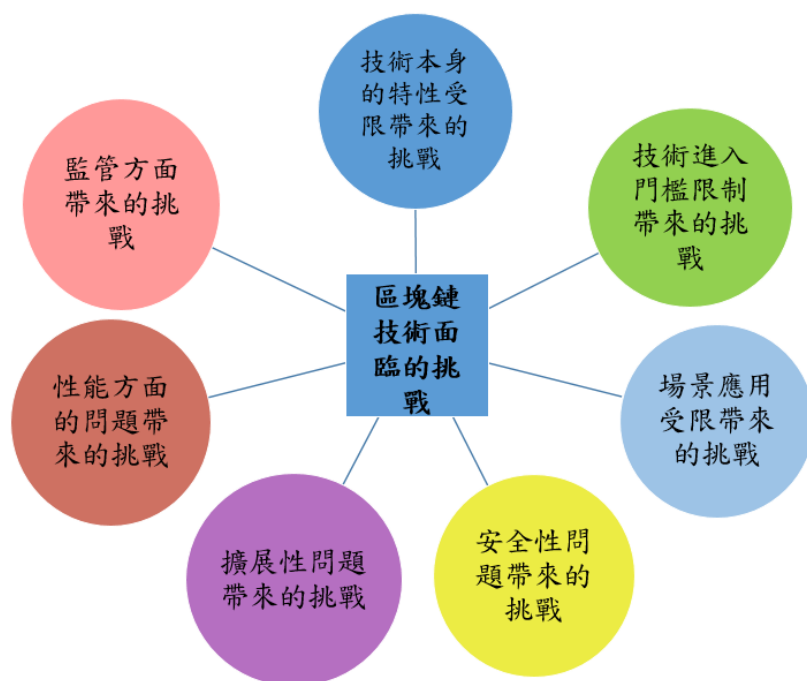 技術本身
的特性受
限帶來的
挑戰
監管方面
帶來的挑
戰
技術進入
門檻限制
帶來的挑
戰
區塊鏈
技術面
臨的挑
戰
性能方面
的問題帶
來的挑戰
場景應用
受限帶來
的挑戰
擴展性問題
帶來的挑戰
安全性問
題帶來的
挑戰